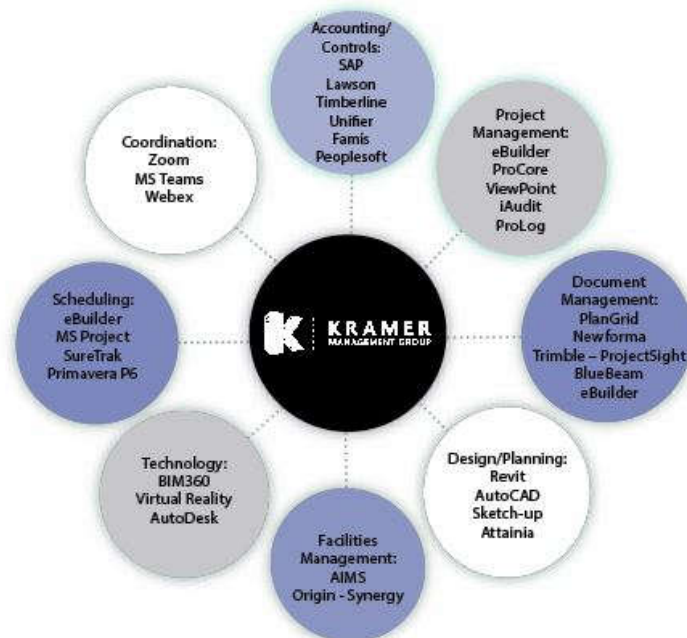 Accounting/
Controls:
SAP
Lawson
Timberline
Unifier
Famis
Peoplesoft
Project
Management:
eBuilder
ProCore
ViewPoint
iAudit
ProLog
Document
Management:
PlanGrid
Newforma
Trimble – ProjectSight
BlueBeam
eBuilder
Design/Planning:
Revit
AutoCAD
Sketch-up
Attainia
Facilities
Management:
AIMS
Origin - Synergy
Technology:
BIM360
Virtual Reality
AutoDesk
Scheduling:
eBuilder
MS Project
SureTrak
Primavera P6
Coordination:
Zoom
MS Teams
Webex
K
KRAMER
MANAGEMENT GROUP